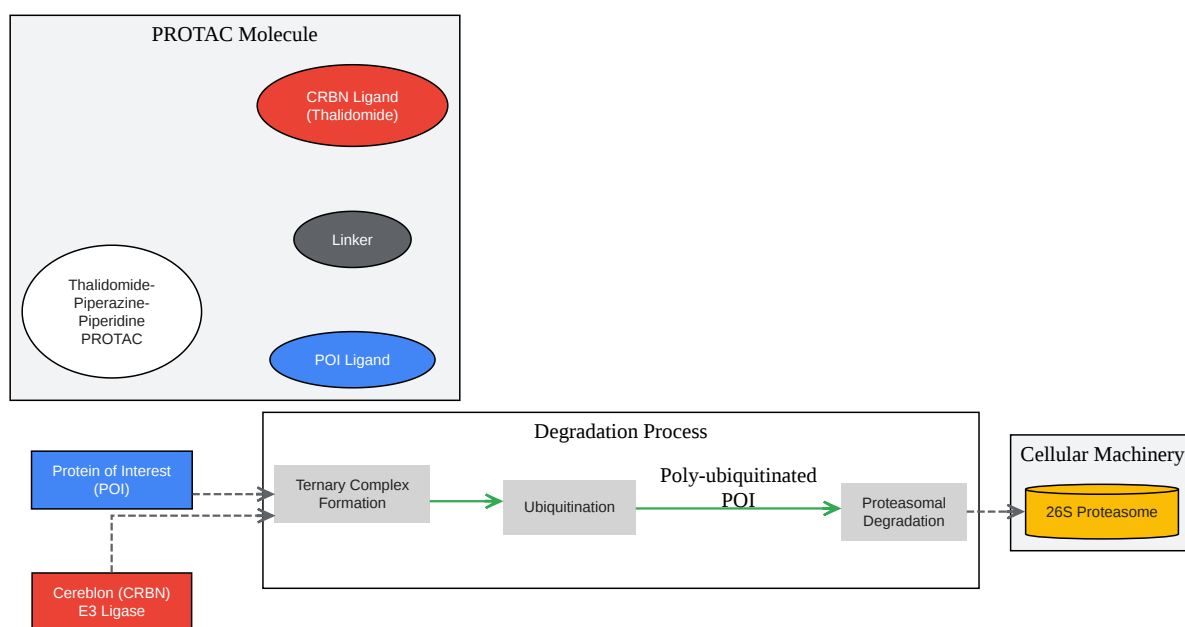 PROTAC Molecule
CRBN Ligand
(Thalidomide)
Linker
Thalidomide-
Piperazine-
Piperidine
PROTAC
POI Ligand
Degradation Process
Protein of Interest
(POI)
Ternary Complex
Formation
Ubiquitination
Poly-ubiquitinated
POI
Proteasomal
Degradation
Cellular Machinery
26S Proteasome
Cereblon (CRBN)
E3 Ligase